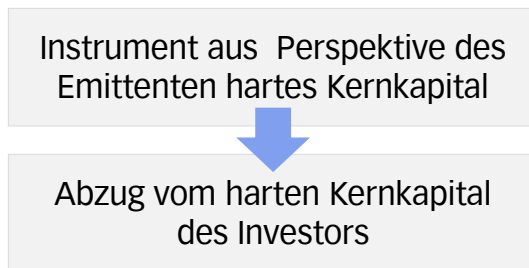 Instrument aus Perspektive des
Emittenten hartes Kernkapital
Abzug vom harten Kernkapital
des Investors